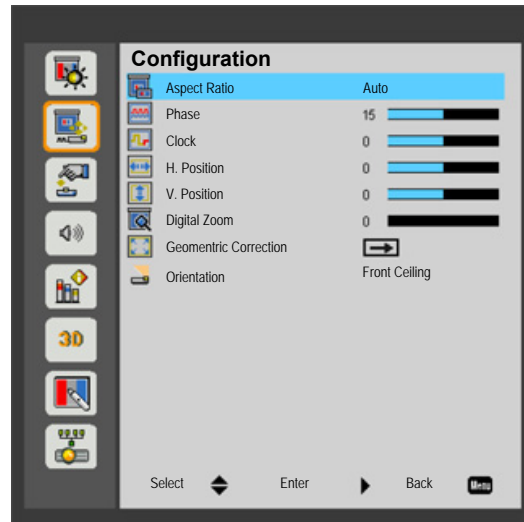 Configuration
Aspect Ratio Auto
Phase 15
Clock 0
H. Position 0
V. Position 0
Digital Zoom 0
Geomentric Correction
Orientation Front Ceiling
3D
Select Enter Back Menu